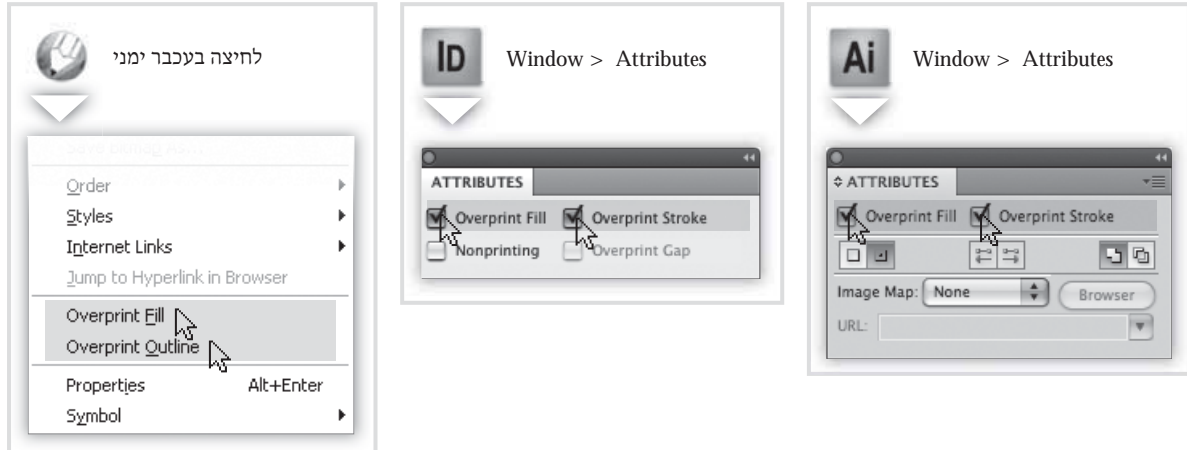 לחיצה בעכבר ימני
Order
Styles
Internet Links
Jump to Hyperlink in Browser
Overprint Fill
Overprint Outline
Properties Alt+Enter
Symbol
ID
Window > Attributes
ATTRIBUTES
Overprint Fill Overprint Stroke
Nonprinting Overprint Gap
Ai
Window > Attributes
ATTRIBUTES
Overprint Fill Overprint Stroke
Image Map: None Browser
URL: